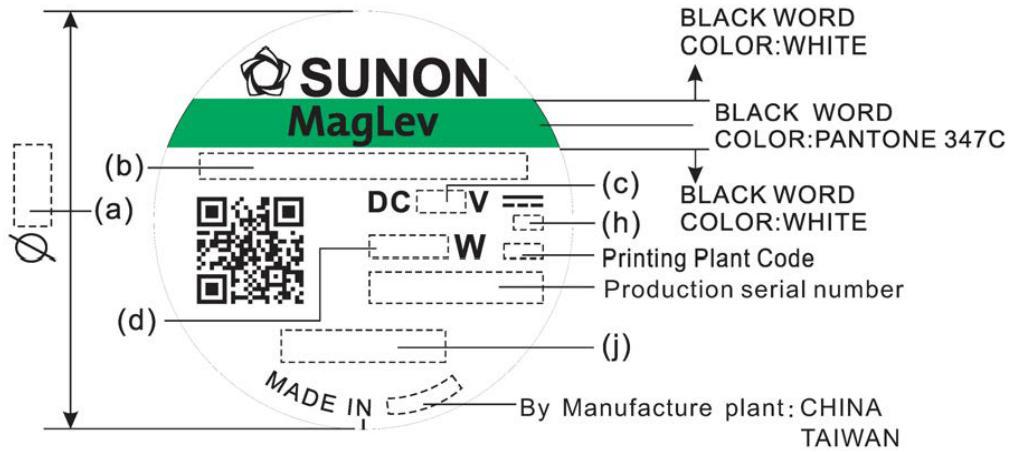 BLACK WORD
COLOR:WHITE
SUNON
MagLev
BLACK WORD
COLOR:PANTONE 347C
(b)
(a)
Ø
DC V
(c)
BLACK WORD
COLOR:WHITE
(h)
W
Printing Plant Code
Production serial number
(d)
(j)
MADE IN
By Manufacture plant: CHINA
TAIWAN